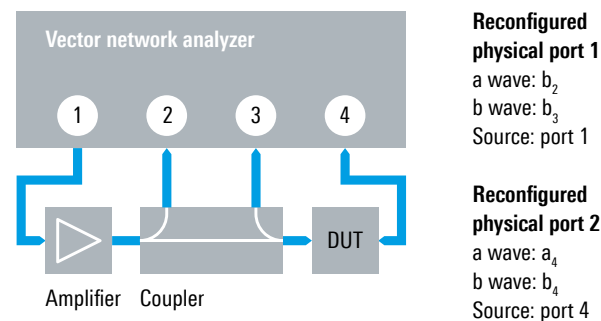 Vector network analyzer
1 2 3 4
DUT
Amplifier Coupler
Reconfigured
physical port 1
a wave: b₂
b wave: b₃
Source: port 1
Reconfigured
physical port 2
a wave: a₄
b wave: b₄
Source: port 4